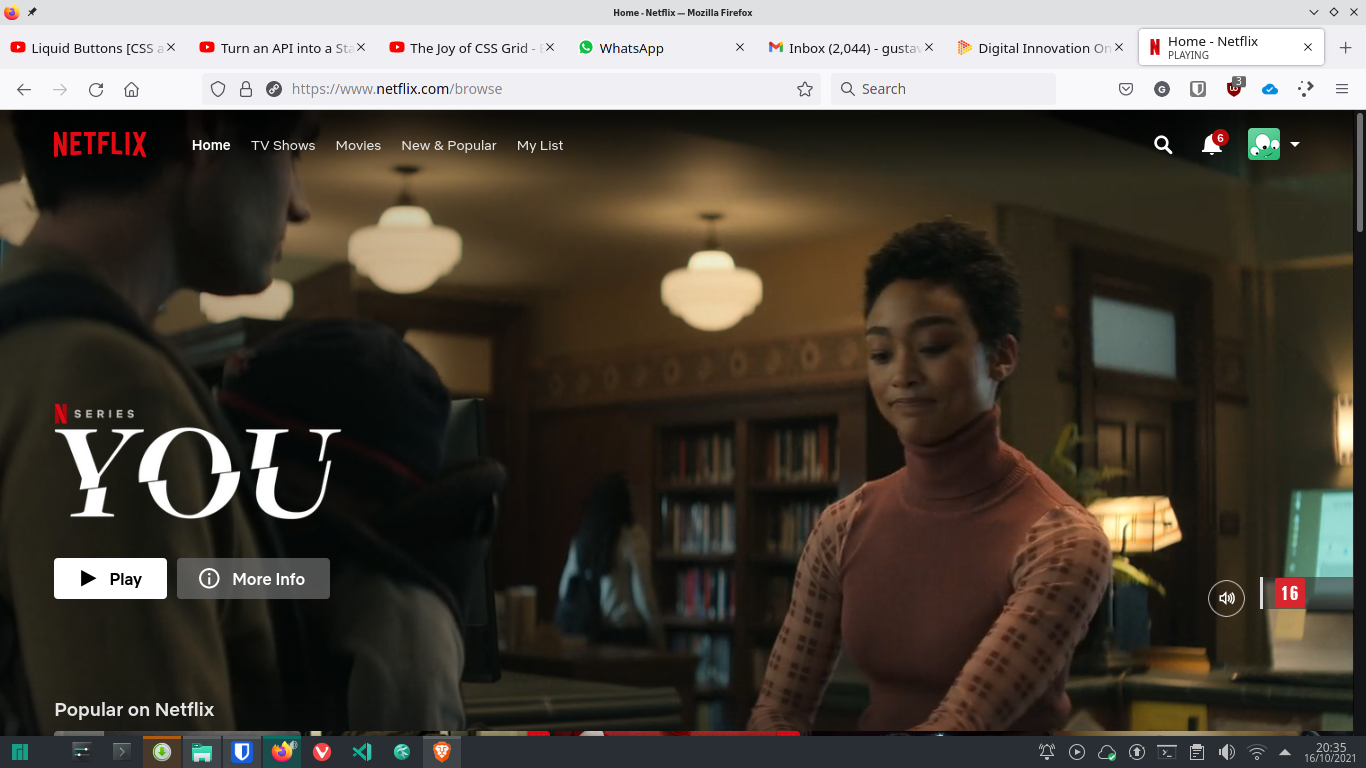 Home - Netflix — Mozilla Firefox
Liquid Buttons [CSS a
Turn an API into a Sta
The Joy of CSS Grid -
WhatsApp
Inbox (2,044) - gustav
Digital Innovation On
Home - Netflix
PLAYING
https://www.netflix.com/browse
Search
3
NETFLIX
Home
TV Shows
Movies
New & Popular
My List
6
N SERIES
YOU
Play
More Info
16
Popular on Netflix
20:35
16/10/2021